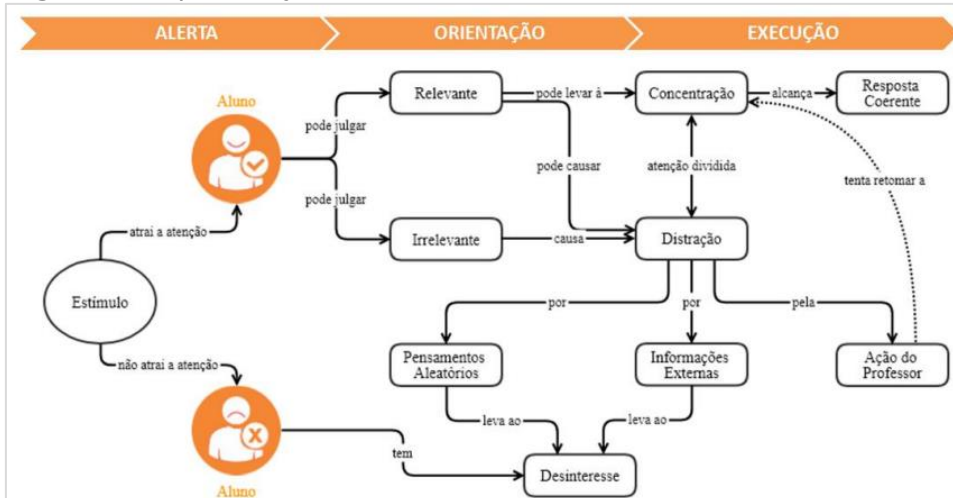 ALERTA
ORIENTAÇÃO
EXECUÇÃO
Aluno
pode julgar
Relevante
pode levar à
Concentração
alcança
Resposta
Coerente
pode causar
atenção dividida
tenta retomar a
pode julgar
Irrelevante
causa
Distração
atrai a atenção
Estímulo
não atrai a atenção
por
por
pela
Pensamentos
Aleatórios
Informações
Externas
Ação do
Professor
leva ao
leva ao
tem
Desinteresse
Aluno